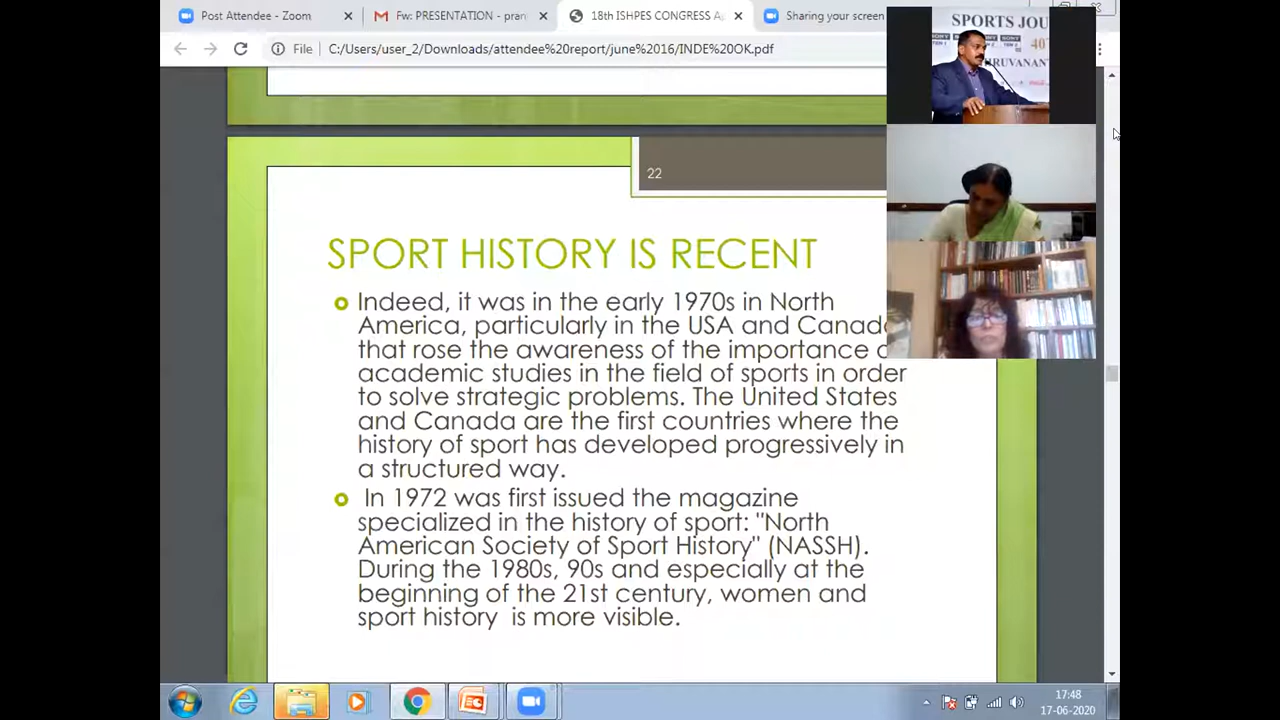 Post Attendee - Zoom
Fw: PRESENTATION - pran
18th ISHPES CONGRESS A
Sharing your screen
File
C:/Users/user_2/Downloads/attendee%20report/june%2016/INDE%20OK.pdf
SPORTS JOU
22
SPORT HISTORY IS RECENT
Indeed, it was in the early 1970s in North
America, particularly in the USA and Canada
that rose the awareness of the importance
academic studies in the field of sports in order
to solve strategic problems. The United States
and Canada are the first countries where the
history of sport has developed progressively in
a structured way.
In 1972 was first issued the magazine
specialized in the history of sport: "North
American Society of Sport History" (NASSH).
During the 1980s, 90s and especially at the
beginning of the 21st century, women and
sport history is more visible.
17:48
17-06-2020